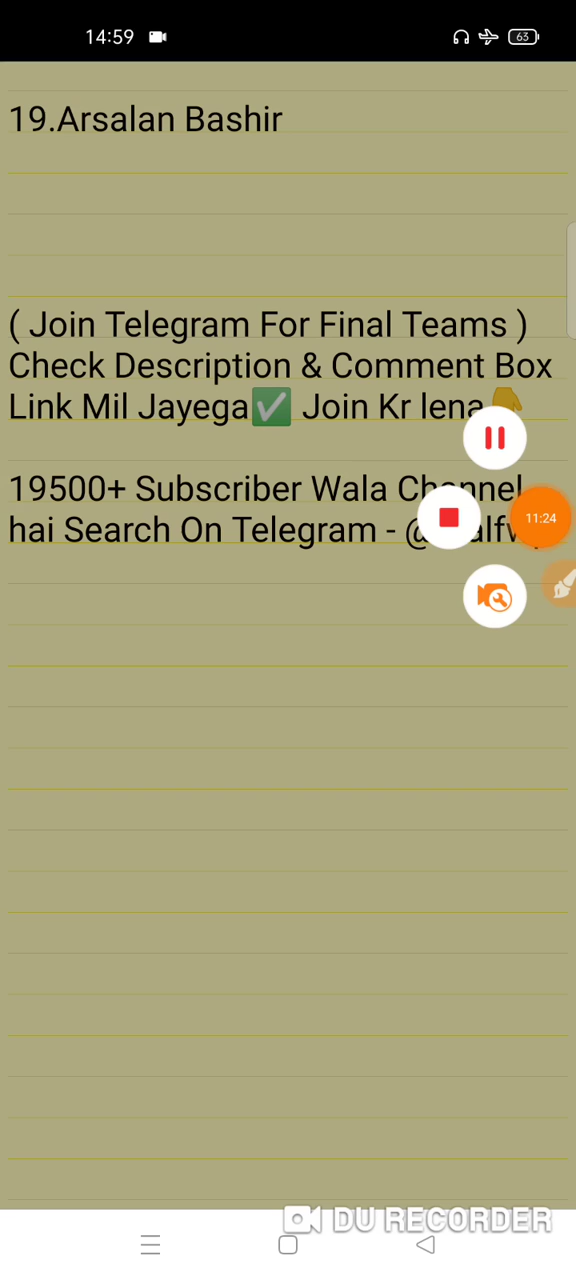 14:59
63
19.Arsalan Bashir
( Join Telegram For Final Teams )
Check Description & Comment Box
Link Mil Jayega✅ Join Kr lena👇
19500+ Subscriber Wala Channel
hai Search On Telegram -
11:24
DU RECORDER